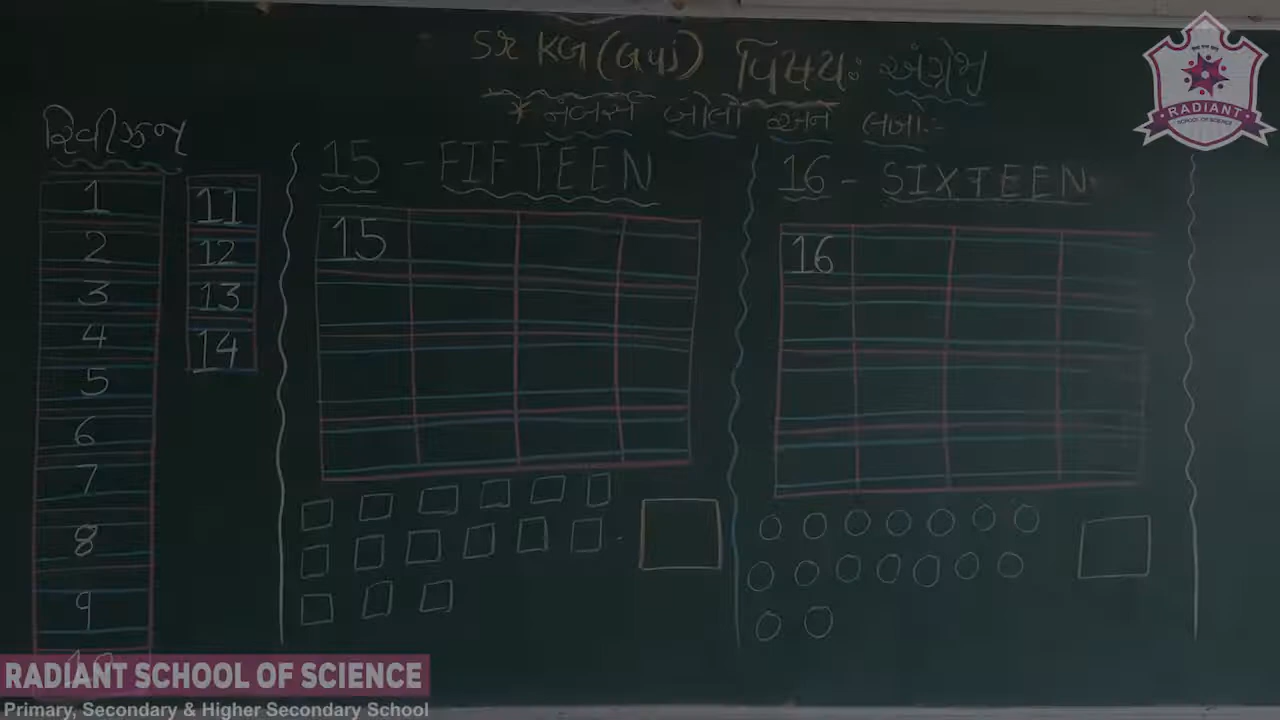 Sr KG (Guj) વિષય: અંગ્રેજી
* નંબર્સ બોલો અને લખો:-
રિવીઝન
1
2
3
4
5
6
7
8
9
10
11
12
13
14
15 - FIFTEEN
15
16 - SIXTEEN
16
RADIANT
SCHOOL OF SCIENCE
RADIANT SCHOOL OF SCIENCE
Primary, Secondary & Higher Secondary School